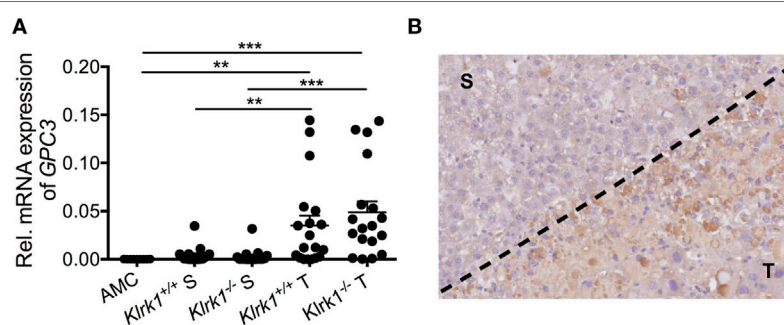 A
B
***
**
***
**
Rel. mRNA expression
of GPC3
0.20
0.15
0.10
0.05
0.00
AMC
Klrk1+/+ S
Klrk1-/- S
Klrk1+/+ T
Klrk1-/- T
S
T